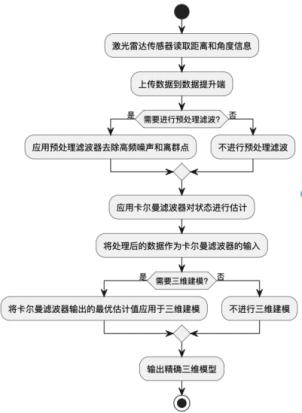 激光雷达传感器读取距离和角度信息
上传数据到数据提升端
需要进行预处理滤波?
是
否
应用预处理滤波器去除高频噪声和离群点
不进行预处理滤波
应用卡尔曼滤波器对状态进行估计
将处理后的数据作为卡尔曼滤波器的输入
需要三维建模?
是
否
将卡尔曼滤波器输出的最优估计值应用于三维建模
不进行三维建模
输出精确三维模型